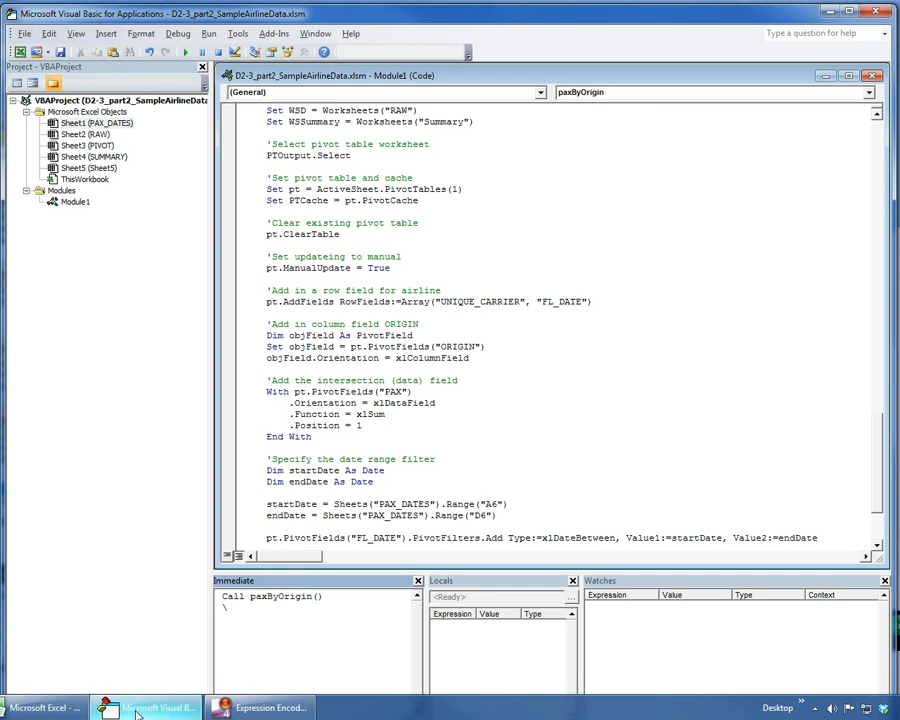 Microsoft Visual Basic for Applications - D2-3_part2_SampleAirlineData.xlsm
File Edit View Insert Format Debug Run Tools Add-Ins Window Help
Type a question for help
Project - VBAProject
VBAProject (D2-3_part2_SampleAirlineData
Microsoft Excel Objects
Sheet1 (PAX_DATES)
Sheet2 (RAW)
Sheet3 (PIVOT)
Sheet4 (SUMMARY)
Sheet5 (Sheet5)
ThisWorkbook
Modules
Module1
D2-3_part2_SampleAirlineData.xlsm - Module1 (Code)
(General)
paxByOrigin
Set WSD = Worksheets("RAW")
Set WSSummary = Worksheets("Summary")
'Select pivot table worksheet
PTOutput.Select
'Set pivot table and cache
Set pt = ActiveSheet.PivotTables(1)
Set PTCache = pt.PivotCache
'Clear existing pivot table
pt.ClearTable
'Set updateing to manual
pt.ManualUpdate = True
'Add in a row field for airline
pt.AddFields RowFields:=Array("UNIQUE_CARRIER", "FL_DATE")
'Add in column field ORIGIN
Dim objField As PivotField
Set objField = pt.PivotFields("ORIGIN")
objField.Orientation = xlColumnField
'Add the intersection (data) field
With pt.PivotFields("PAX")
.Orientation = xlDataField
.Function = xlSum
.Position = 1
End With
'Specify the date range filter
Dim startDate As Date
Dim endDate As Date
startDate = Sheets("PAX_DATES").Range("A6")
endDate = Sheets("PAX_DATES").Range("D6")
pt.PivotFields("FL_DATE").PivotFilters.Add Type:=xlDateBetween, Value1:=startDate, Value2:=endDate
Immediate
Call paxByOrigin()
\
Locals
<Ready>
...
Expression Value Type
Watches
Expression Value Type Context
Microsoft Excel - ...
Microsoft Visual B...
Expression Encod...
Desktop